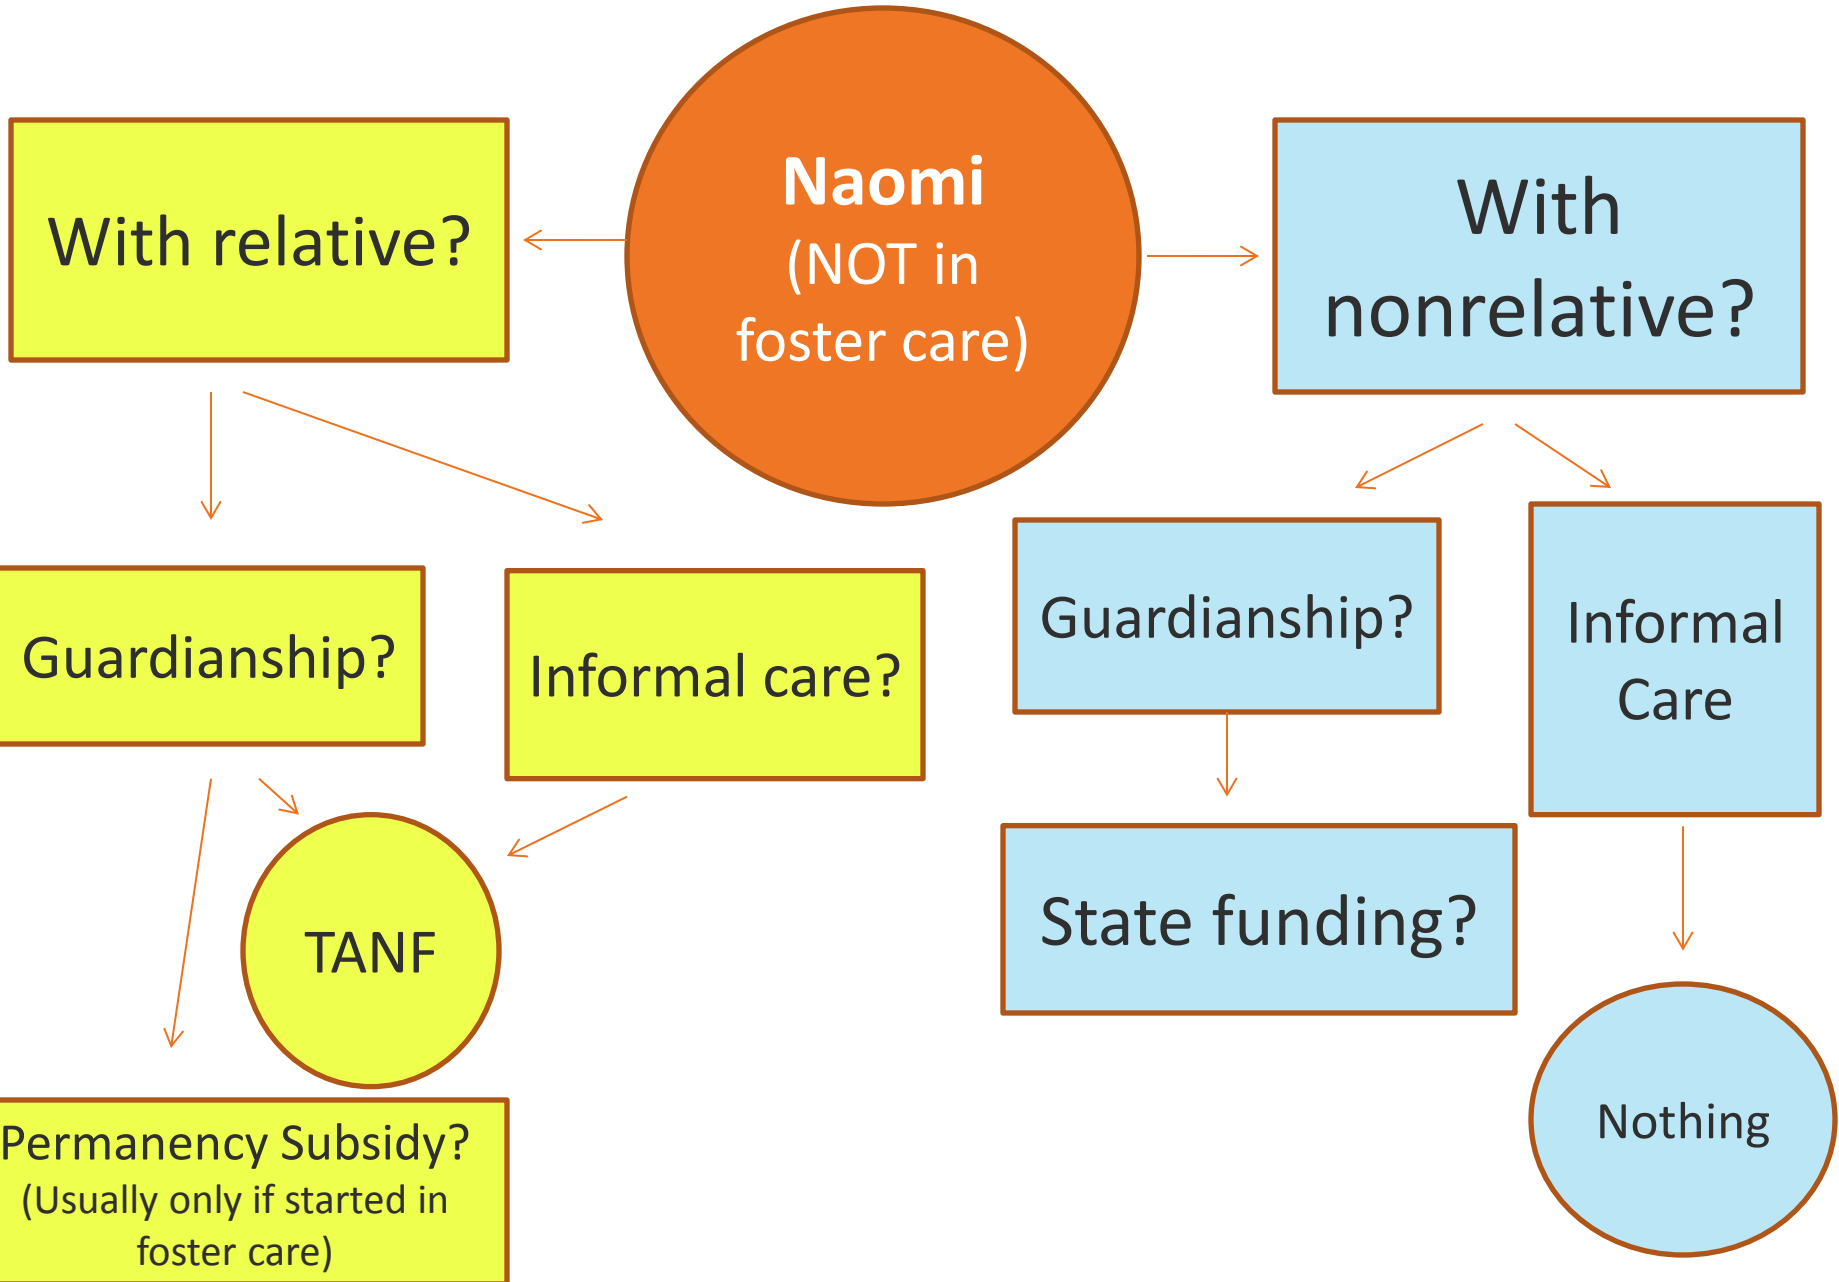 Naomi
(NOT in
foster care)
With relative?
With
nonrelative?
Guardianship?
Informal care?
Guardianship?
Informal
Care
TANF
State funding?
Permanency Subsidy?
(Usually only if started in
foster care)
Nothing